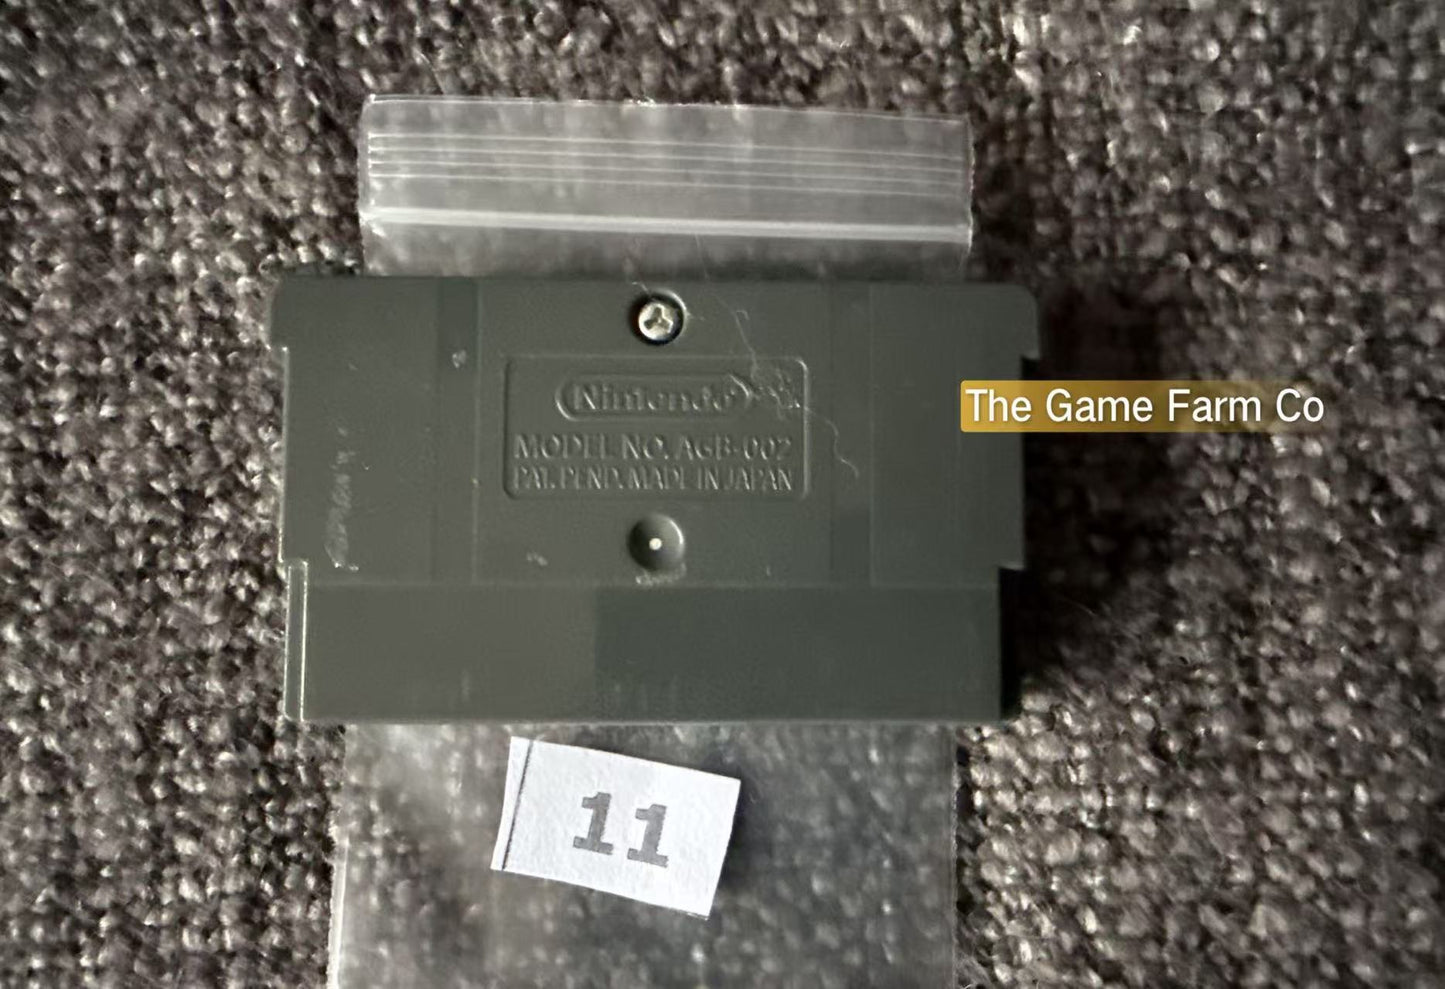 Nintendo
MODEL NO. AGB-002
PAT. PEND. MADE IN JAPAN
The Game Farm Co
11